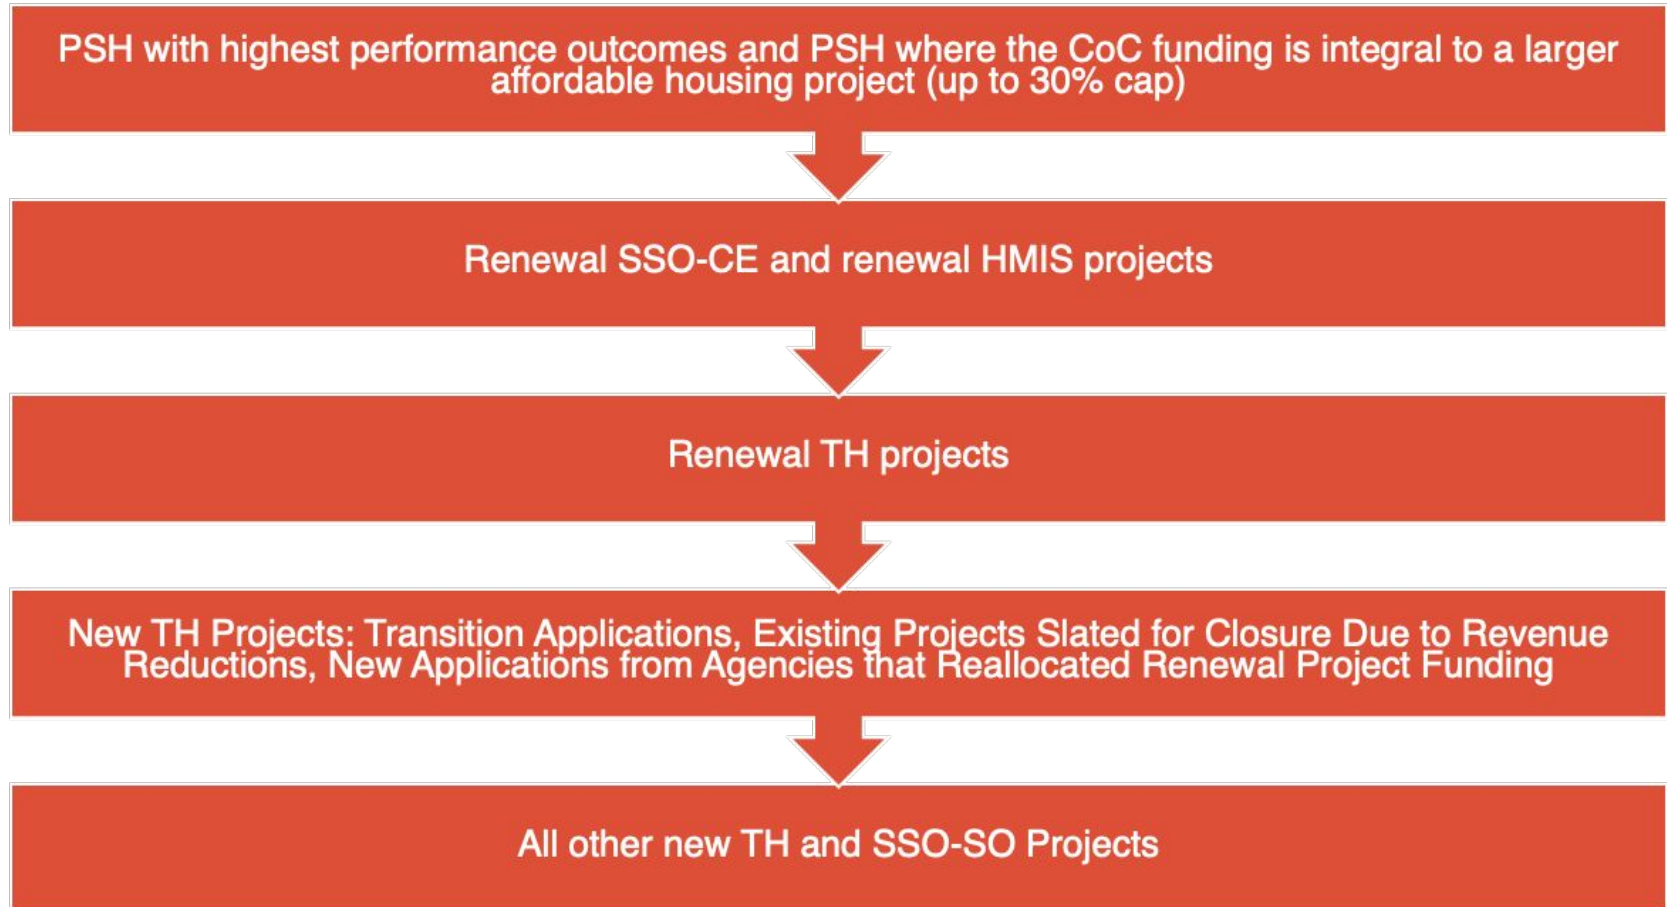 PSH with highest performance outcomes and PSH where the CoC funding is integral to a larger
affordable housing project (up to 30% cap)
Renewal SSO-CE and renewal HMIS projects
Renewal TH projects
New TH Projects: Transition Applications, Existing Projects Slated for Closure Due to Revenue
Reductions, New Applications from Agencies that Reallocated Renewal Project Funding
All other new TH and SSO-SO Projects